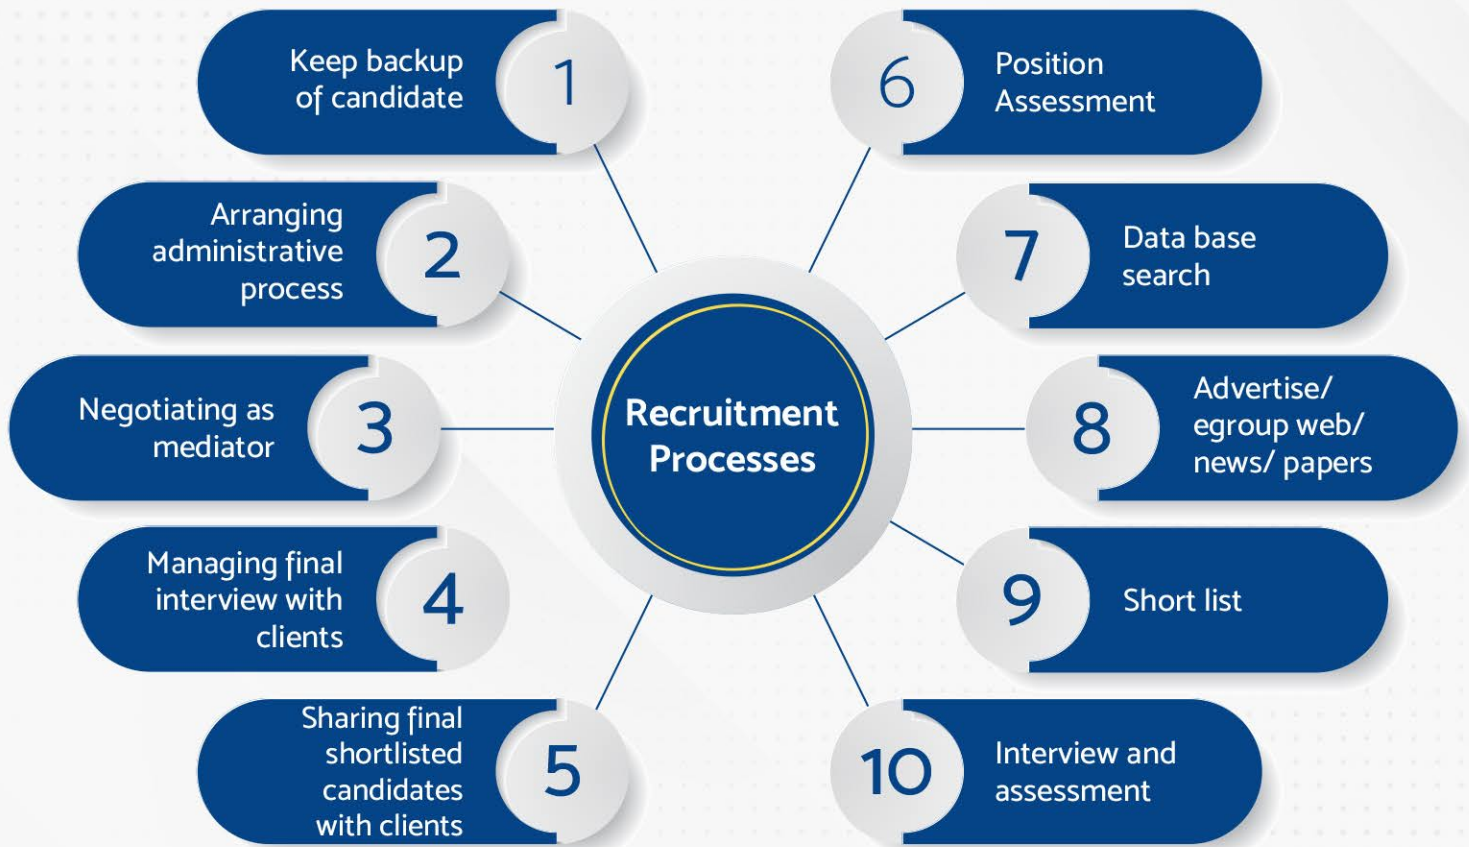 Keep backup
of candidate
1
Arranging
administrative
process
2
Negotiating as
mediator
3
Managing final
interview with
clients
4
Sharing final
shortlisted
candidates
with clients
5
Recruitment
Processes
6
Position
Assessment
7
Data base
search
8
Advertise/
egroup web/
news/ papers
9
Short list
10
Interview and
assessment